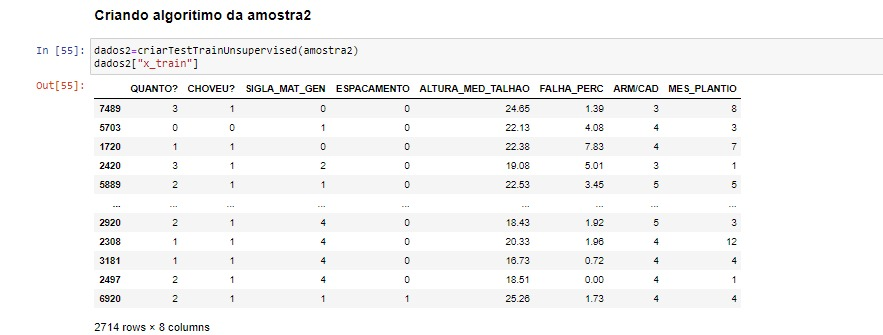 Criando algoritimo da amostra2
In [55]: dados2=criarTestTrainUnsupervised(amostra2)
dados2["x_train"]
Out[55]:
QUANTO? CHOVEU? SIGLA_MAT_GEN ESPACAMENTO ALTURA_MED_TALHAO FALHA_PERC ARM/CAD MES_PLANTIO
7489 3 1 0 0 24.65 1.39 3 8
5703 0 0 1 0 22.13 4.08 4 3
1720 1 1 0 0 22.38 7.83 4 7
2420 3 1 2 0 19.08 5.01 3 1
5889 2 1 1 0 22.53 3.45 5 5
... ... ... ... ... ... ... ... ...
2920 2 1 4 0 18.43 1.92 5 3
2308 1 1 4 0 20.33 1.96 4 12
3181 1 1 4 0 16.73 0.72 4 4
2497 2 1 4 0 18.51 0.00 4 1
6920 2 1 1 1 25.26 1.73 4 4
2714 rows × 8 columns